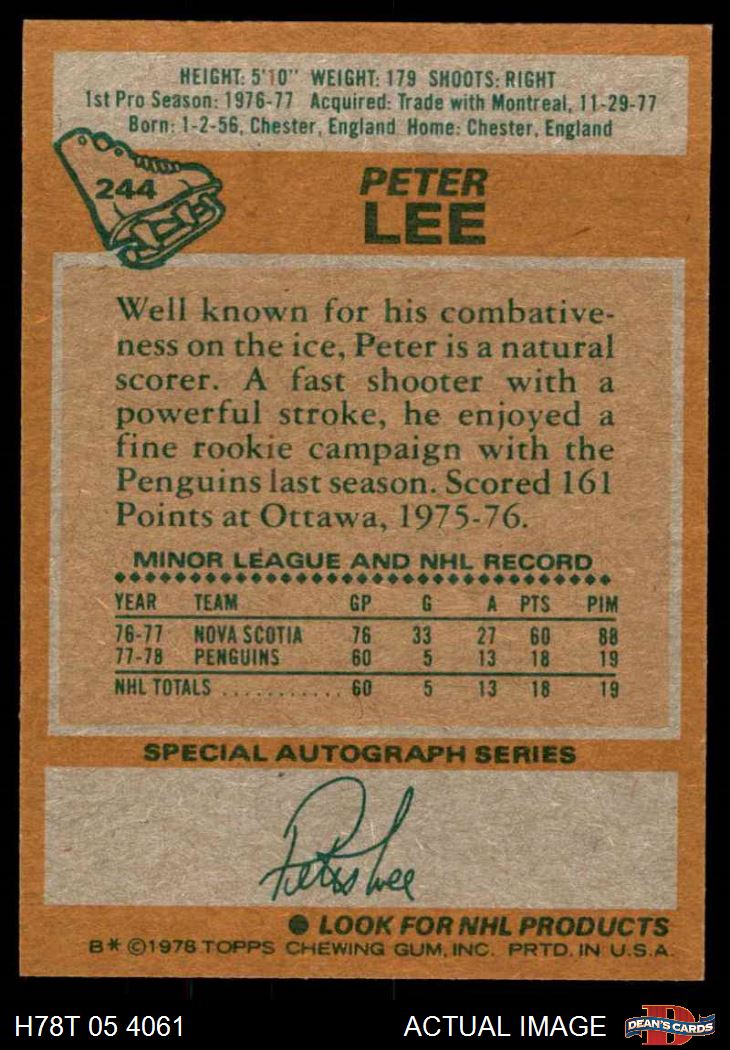 HEIGHT: 5'10" WEIGHT: 179 SHOOTS: RIGHT
1st Pro Season: 1976-77 Acquired: Trade with Montreal, 11-29-77
Born: 1-2-56, Chester, England Home: Chester, England
244
PETER
LEE
Well known for his combative-
ness on the ice, Peter is a natural
scorer. A fast shooter with a
powerful stroke, he enjoyed a
fine rookie campaign with the
Penguins last season. Scored 161
Points at Ottawa, 1975-76.
MINOR LEAGUE AND NHL RECORD
YEAR TEAM GP G A PTS PIM
76-77 NOVA SCOTIA 76 33 27 60 88
77-78 PENGUINS 60 5 13 18 19
NHL TOTALS ........... 60 5 13 18 19
SPECIAL AUTOGRAPH SERIES
Peter Lee
● LOOK FOR NHL PRODUCTS
B* ©1978 TOPPS CHEWING GUM, INC. PRTD. IN U.S.A.
H78T 05 4061 ACTUAL IMAGE D DEAN'S CARDS